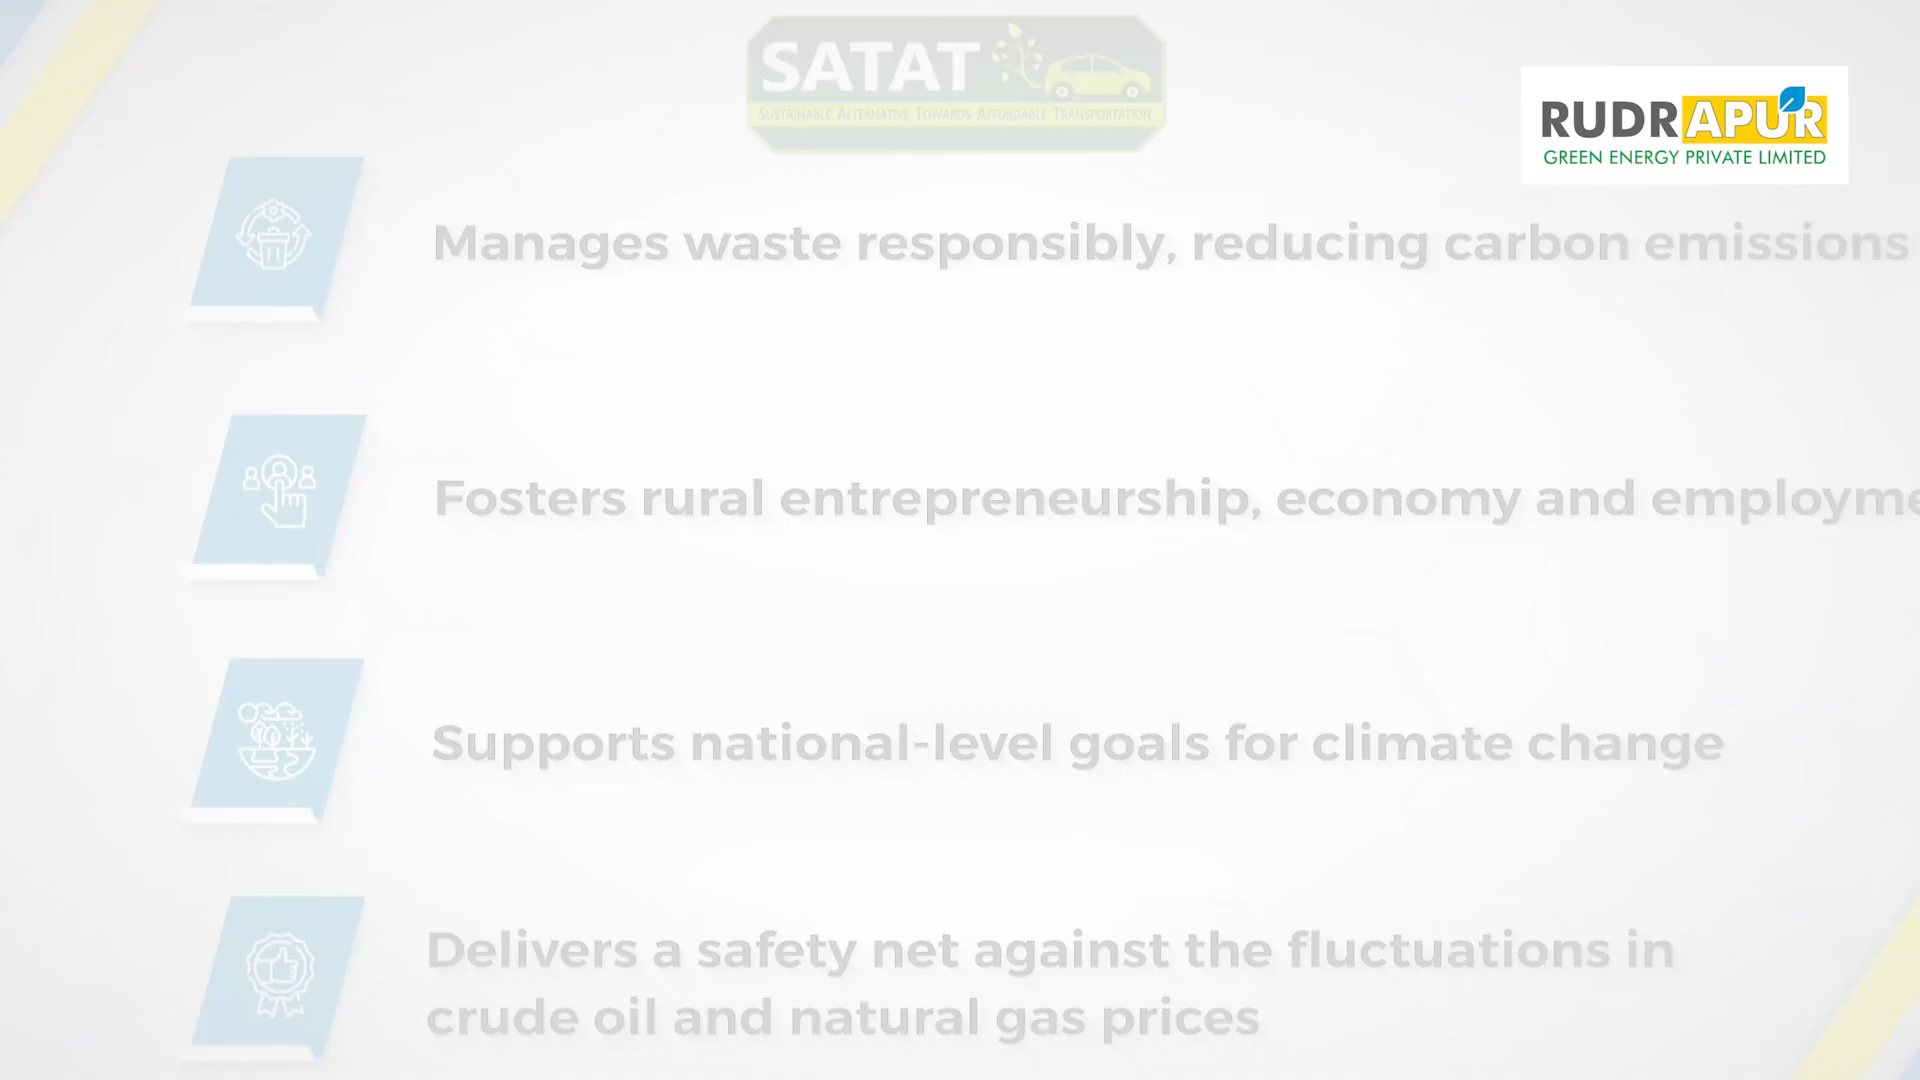 SATAT
SUSTAINABLE ALTERNATIVE TOWARDS AFFORDABLE TRANSPORTATION
RUDRAPUR
GREEN ENERGY PRIVATE LIMITED
Manages waste responsibly, reducing carbon emissions
Fosters rural entrepreneurship, economy and employme
Supports national-level goals for climate change
Delivers a safety net against the fluctuations in
crude oil and natural gas prices